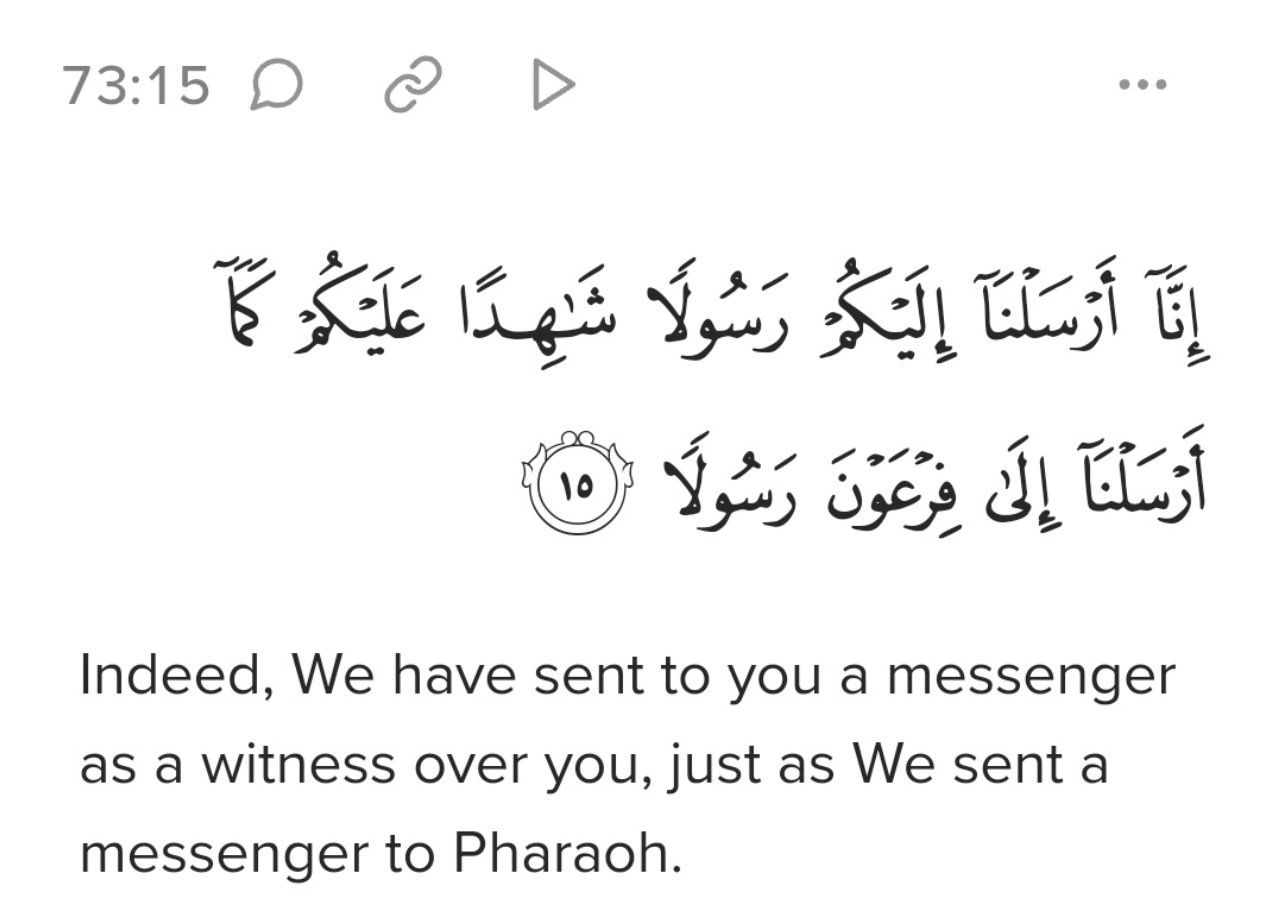 73:15
إِنَّآ أَرْسَلْنَآ إِلَيْكُمْ رَسُولًا شَـٰهِدًا عَلَيْكُمْ كَمَآ
أَرْسَلْنَآ إِلَىٰ فِرْعَوْنَ رَسُولًا ١٥
Indeed, We have sent to you a messenger
as a witness over you, just as We sent a
messenger to Pharaoh.